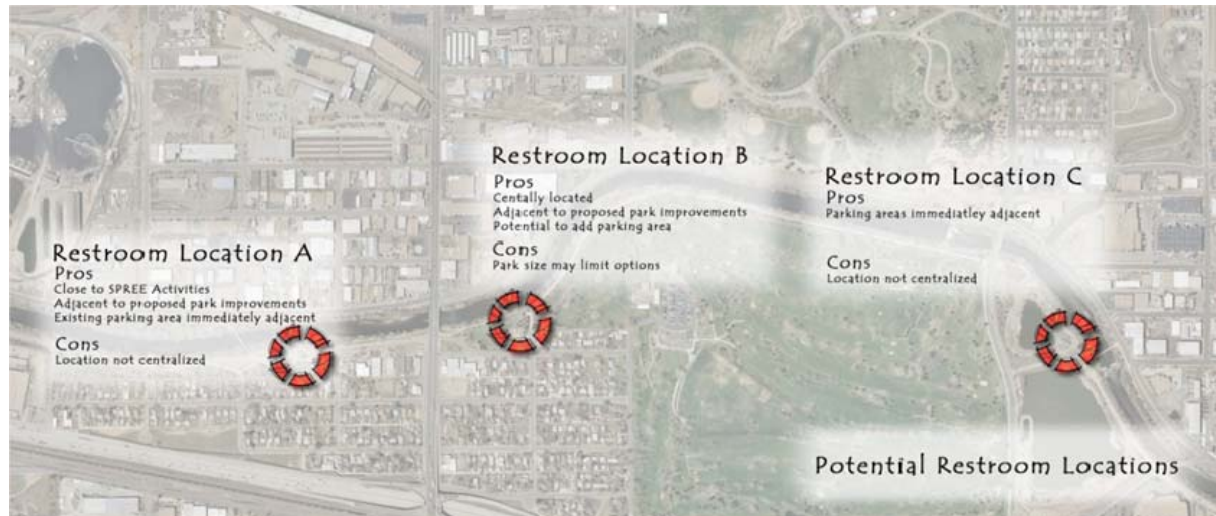 Restroom Location A
Pros
Close to SPREE Activities
Adjacent to proposed park improvements
Existing parking area immediately adjacent
Cons
Location not centralized
Restroom Location B
Pros
Centally located
Adjacent to proposed park improvements
Potential to add parking area
Cons
Park size may limit options
Restroom Location C
Pros
Parking areas immediatley adjacent
Cons
Location not centralized
Potential Restroom Locations